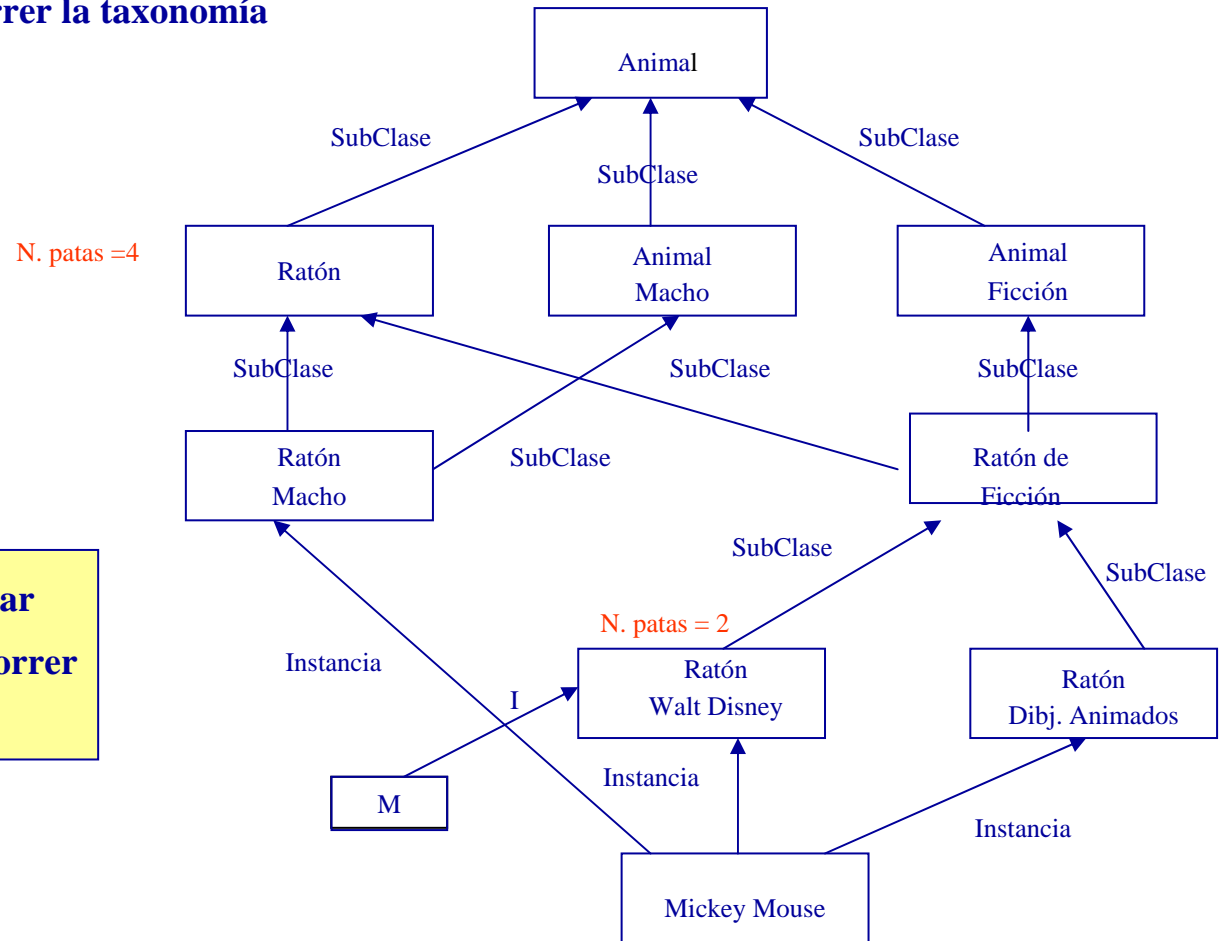 rrer la taxonomía
Animal
SubClase
SubClase
SubClase
N. patas =4
Ratón
Animal
Macho
Animal
Ficción
SubClase
SubClase
SubClase
Ratón
Macho
SubClase
Ratón de
Ficción
SubClase
SubClase
ar
orrer
N. patas = 2
Instancia
I
Ratón
Walt Disney
Ratón
Dibj. Animados
M
Instancia
Instancia
Mickey Mouse